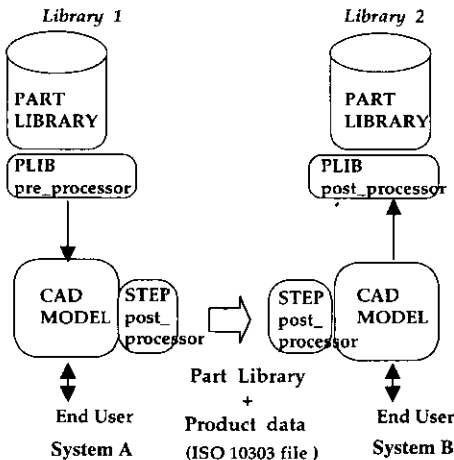 Library 1
Library 2
PART
LIBRARY
PART
LIBRARY
PLIB
pre_processor
PLIB
post_processor
CAD
MODEL
STEP
post_
processor
STEP
post_
processor
CAD
MODEL
Part Library
+
Product data
(ISO 10303 file )
End User
System A
End User
System B